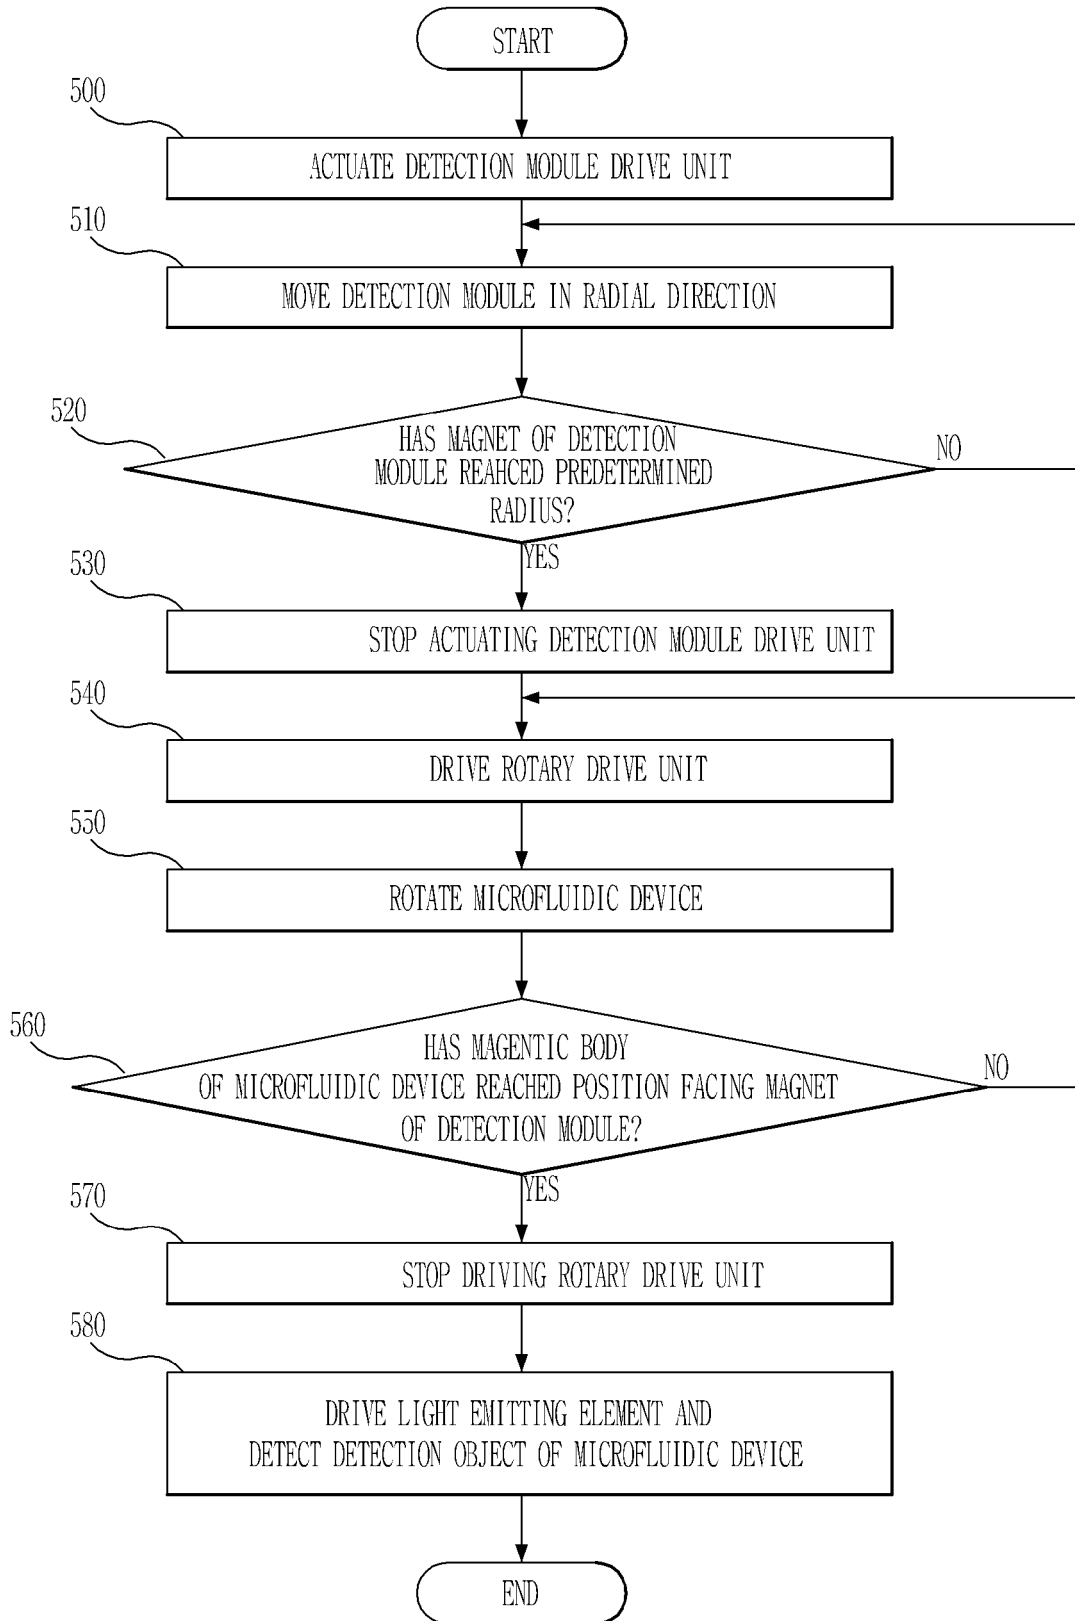 START
500
ACTUATE DETECTION MODULE DRIVE UNIT
510
MOVE DETECTION MODULE IN RADIAL DIRECTION
520
HAS MAGNET OF DETECTION
MODULE REAHCED PREDETERMINED
RADIUS?
NO
YES
530
STOP ACTUATING DETECTION MODULE DRIVE UNIT
540
DRIVE ROTARY DRIVE UNIT
550
ROTATE MICROFLUIDIC DEVICE
560
HAS MAGENTIC BODY
OF MICROFLUIDIC DEVICE REACHED POSITION FACING MAGNET
OF DETECTION MODULE?
NO
YES
570
STOP DRIVING ROTARY DRIVE UNIT
580
DRIVE LIGHT EMITTING ELEMENT AND
DETECT DETECTION OBJECT OF MICROFLUIDIC DEVICE
END